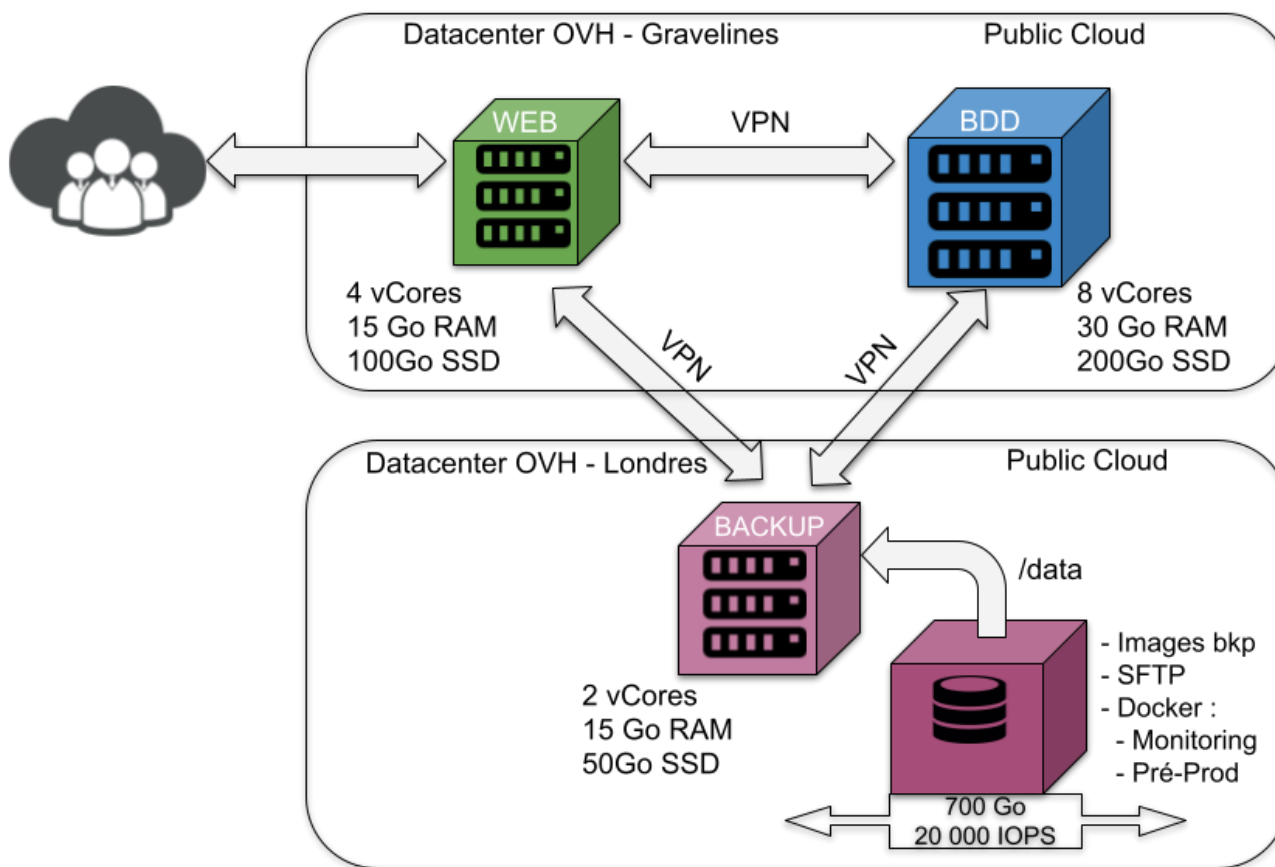 Datacenter OVH - Gravelines
Public Cloud
WEB
VPN
BDD
4 vCores
15 Go RAM
100Go SSD
8 vCores
30 Go RAM
200Go SSD
VPN
VPN
Datacenter OVH - Londres
Public Cloud
BACKUP
/data
2 vCores
15 Go RAM
50Go SSD
- Images bkp
- SFTP
- Docker :
- Monitoring
- Pré-Prod
700 Go
20 000 IOPS